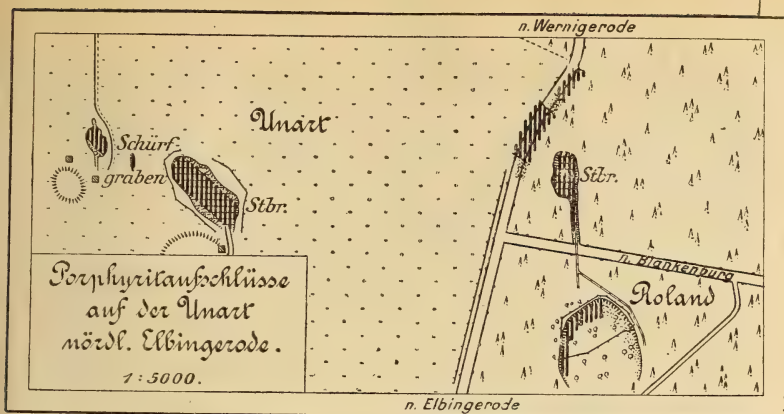 n. Wernigerode
Unart
Schürf-
graben
Stbr.
Stbr.
n. Blankenburg
Roland
Porphyritaufschlüsse
auf der Unart
nördl. Elbingerode.
1:5000.
n. Elbingerode